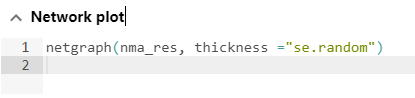 Network plot
1 netgraph(nma_res, thickness ="se.random")
2